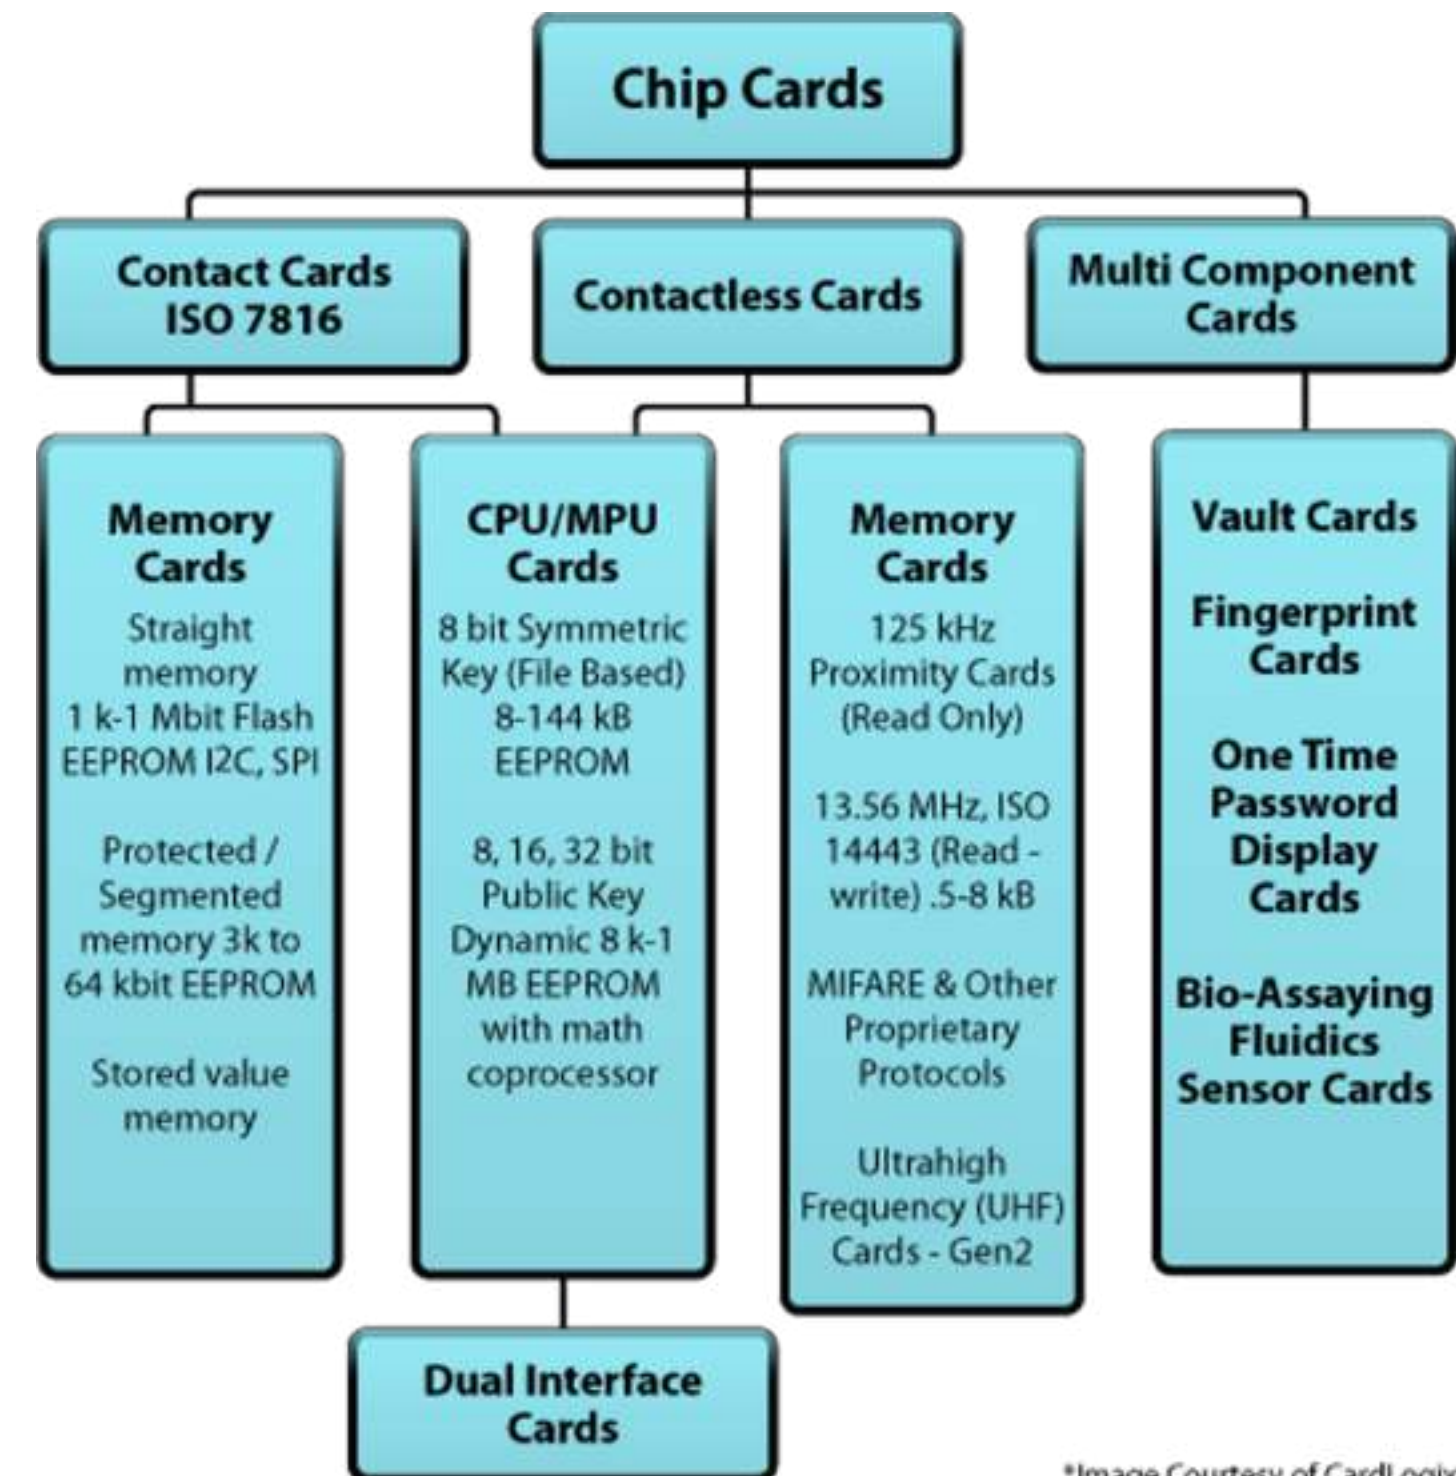 Chip Cards
Contact Cards
ISO 7816
Contactless Cards
Multi Component
Cards
Memory
Cards
Straight
memory
1 k-1 Mbit Flash
EEPROM I2C, SPI
Protected /
Segmented
memory 3k to
64 kbit EEPROM
Stored value
memory
CPU/MPU
Cards
8 bit Symmetric
Key (File Based)
8-144 kB
EEPROM
8, 16, 32 bit
Public Key
Dynamic 8 k-1
MB EEPROM
with math
coprocessor
Memory
Cards
125 kHz
Proximity Cards
(Read Only)
13.56 MHz, ISO
14443 (Read -
write) .5-8 kB
MIFARE & Other
Proprietary
Protocols
Ultrahigh
Frequency (UHF)
Cards - Gen2
Vault Cards
Fingerprint
Cards
One Time
Password
Display
Cards
Bio-Assaying
Fluidics
Sensor Cards
Dual Interface
Cards
*Image Courtesy of CardLogix